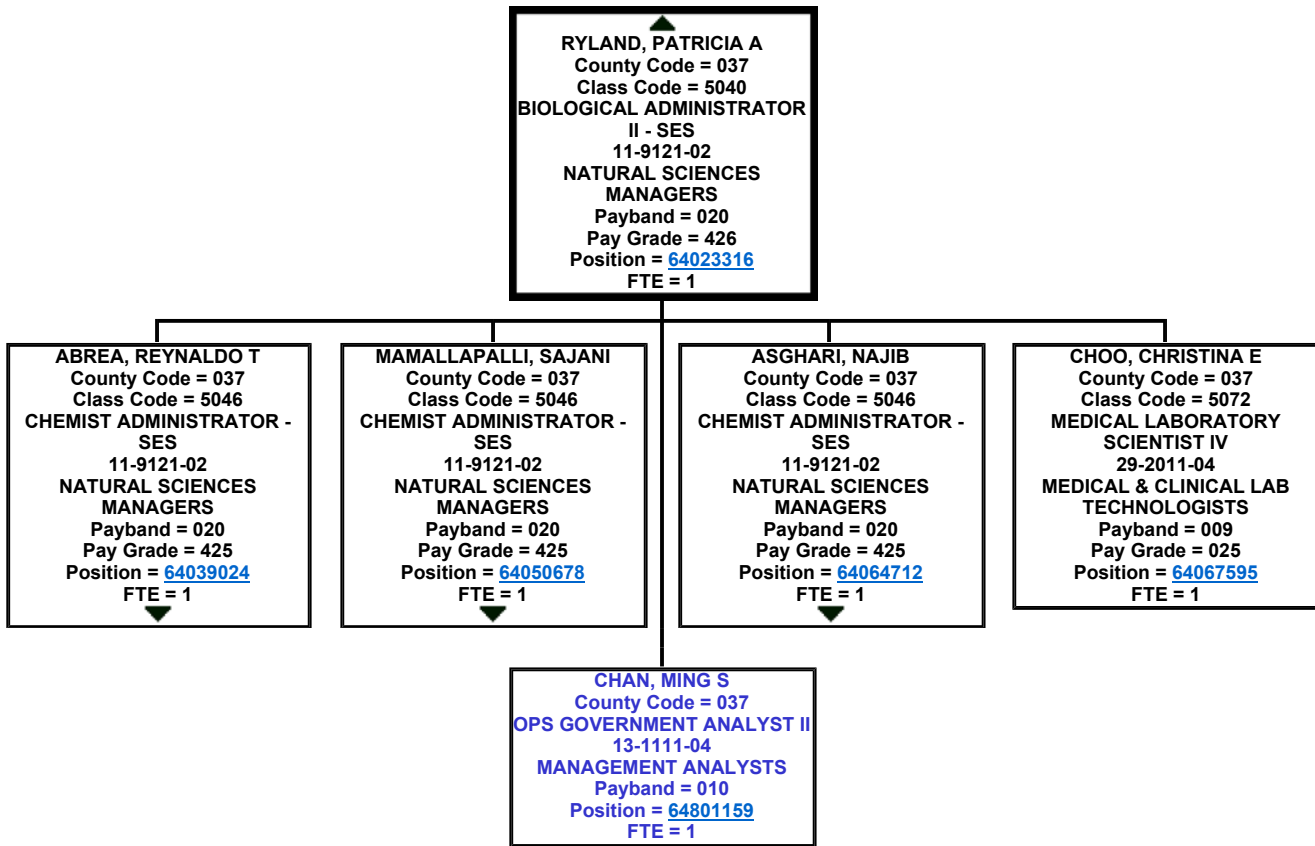 RYLAND, PATRICIA A
County Code = 037
Class Code = 5040
BIOLOGICAL ADMINISTRATOR
II - SES
11-9121-02
NATURAL SCIENCES
MANAGERS
Payband = 020
Pay Grade = 426
Position = 64023316
FTE = 1
ABREA, REYNALDO T
County Code = 037
Class Code = 5046
CHEMIST ADMINISTRATOR -
SES
11-9121-02
NATURAL SCIENCES
MANAGERS
Payband = 020
Pay Grade = 425
Position = 64039024
FTE = 1
MAMALLAPALLI, SAJANI
County Code = 037
Class Code = 5046
CHEMIST ADMINISTRATOR -
SES
11-9121-02
NATURAL SCIENCES
MANAGERS
Payband = 020
Pay Grade = 425
Position = 64050678
FTE = 1
ASGHARI, NAJIB
County Code = 037
Class Code = 5046
CHEMIST ADMINISTRATOR -
SES
11-9121-02
NATURAL SCIENCES
MANAGERS
Payband = 020
Pay Grade = 425
Position = 64064712
FTE = 1
CHOO, CHRISTINA E
County Code = 037
Class Code = 5072
MEDICAL LABORATORY
SCIENTIST IV
29-2011-04
MEDICAL & CLINICAL LAB
TECHNOLOGISTS
Payband = 009
Pay Grade = 025
Position = 64067595
FTE = 1
CHAN, MING S
County Code = 037
OPS GOVERNMENT ANALYST II
13-1111-04
MANAGEMENT ANALYSTS
Payband = 010
Position = 64801159
FTE = 1